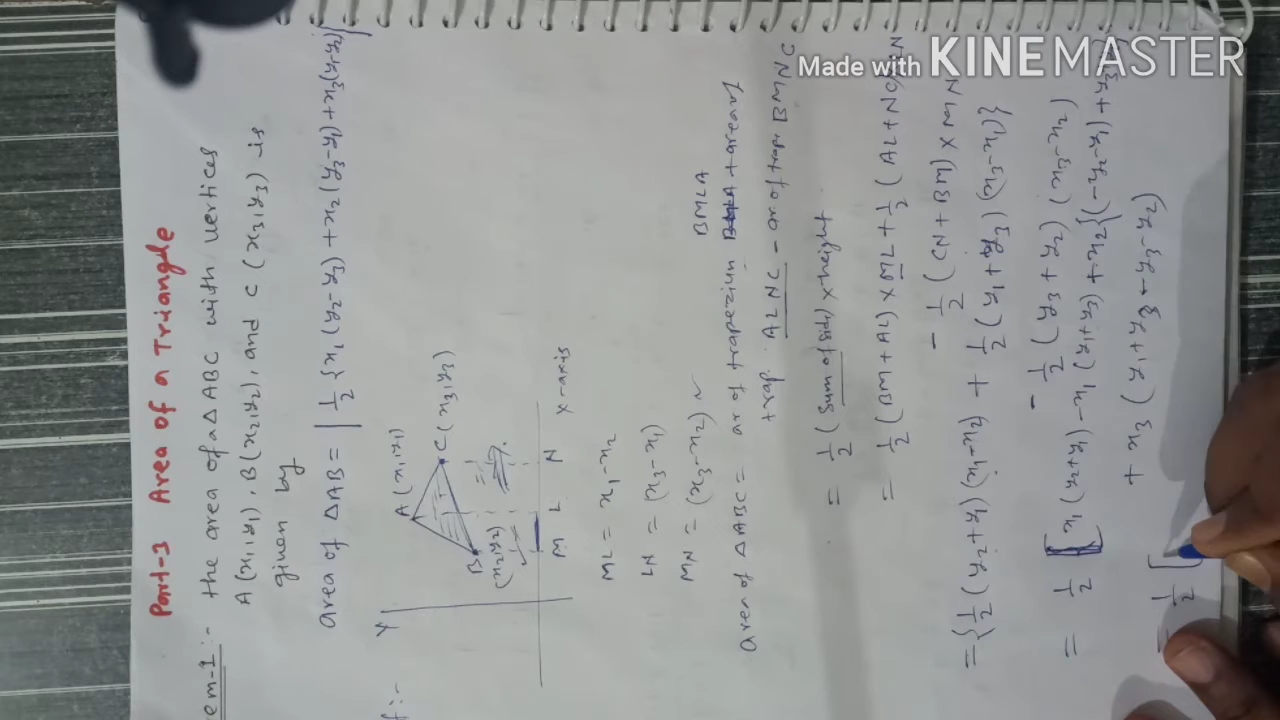 Part-3 Area of a Triangle
em-1:- the area of a △ABC with vertices
A(x₁,y₁), B(x₂,y₂), and C (x₃,y₃) is
given by
area of △ABC = | ½ {x₁(y₂-y₃) + x₂(y₃-y₁) + x₃(y₁-y₂)}
f:-
Y
A (x₁,y₁)
C (x₃,y₃)
B
(x₂,y₂)
M L N X-axis
ML = x₁-x₂
LN = (x₃-x₁)
MN = (x₃-x₂)
BMLA
area of △ABC = ar of trapezium + area of
trap. ALNC - ar of trap BMNC
= ½ (Sum of side) × height
= ½ (BM + AL) × ML + ½ (AL + NC) × LN
- ½ (CN + BM) × MN
= {½ (y₂+y₁)(x₁-x₂) + ½ (y₁+y₃)(x₃-x₁)}
- ½ (y₃+y₂)(x₃-x₂)
= ½ [x₁(y₂+y₁) - x₁(y₁+y₃) + x₂{(-y₂-y₁)+(y₃
+ x₃ (y₁+y₃-y₃-y₂)
= ½ [
Made with KINEMASTER